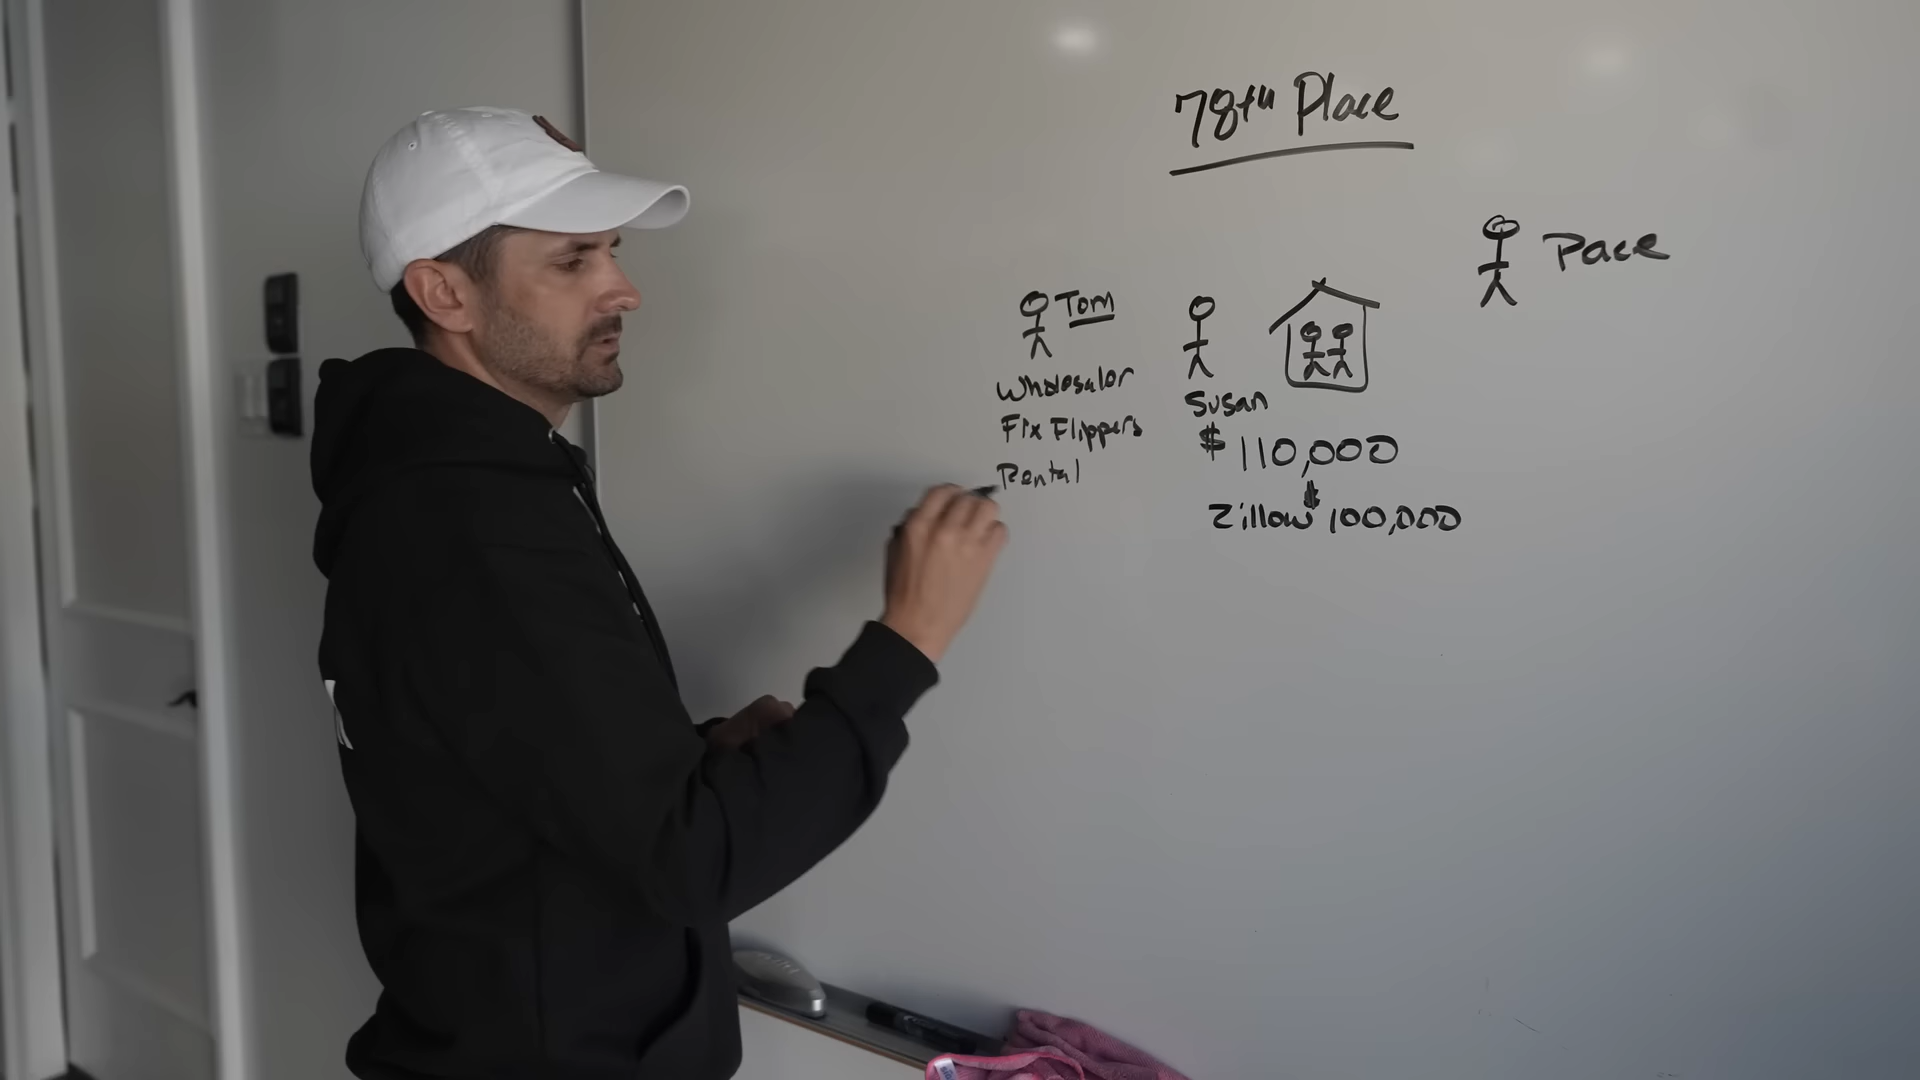 78th Place
Pace
Tom
Wholesaler
Fix Flippers
Rental
Susan
$110,000
Zillow $100,000